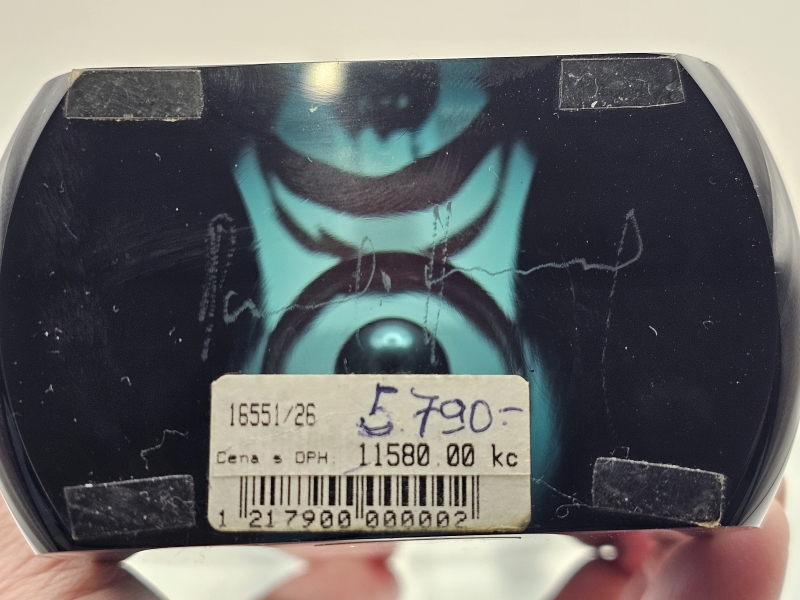 16551/26 5.790-
Cena s DPH: 11580.00 kc
1 217900 000002